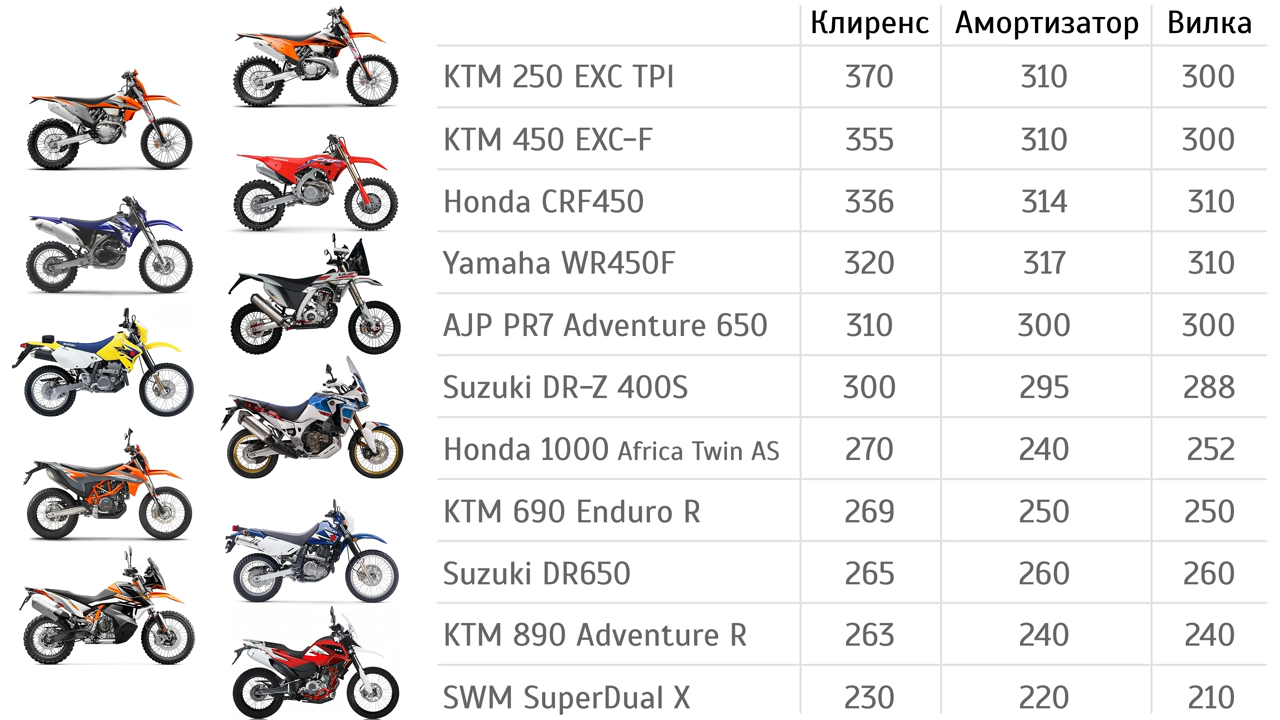 Клиренс Амортизатор Вилка
KTM 250 EXC TPI 370 310 300
KTM 450 EXC-F 355 310 300
Honda CRF450 336 314 310
Yamaha WR450F 320 317 310
AJP PR7 Adventure 650 310 300 300
Suzuki DR-Z 400S 300 295 288
Honda 1000 Africa Twin AS 270 240 252
KTM 690 Enduro R 269 250 250
Suzuki DR650 265 260 260
KTM 890 Adventure R 263 240 240
SWM SuperDual X 230 220 210